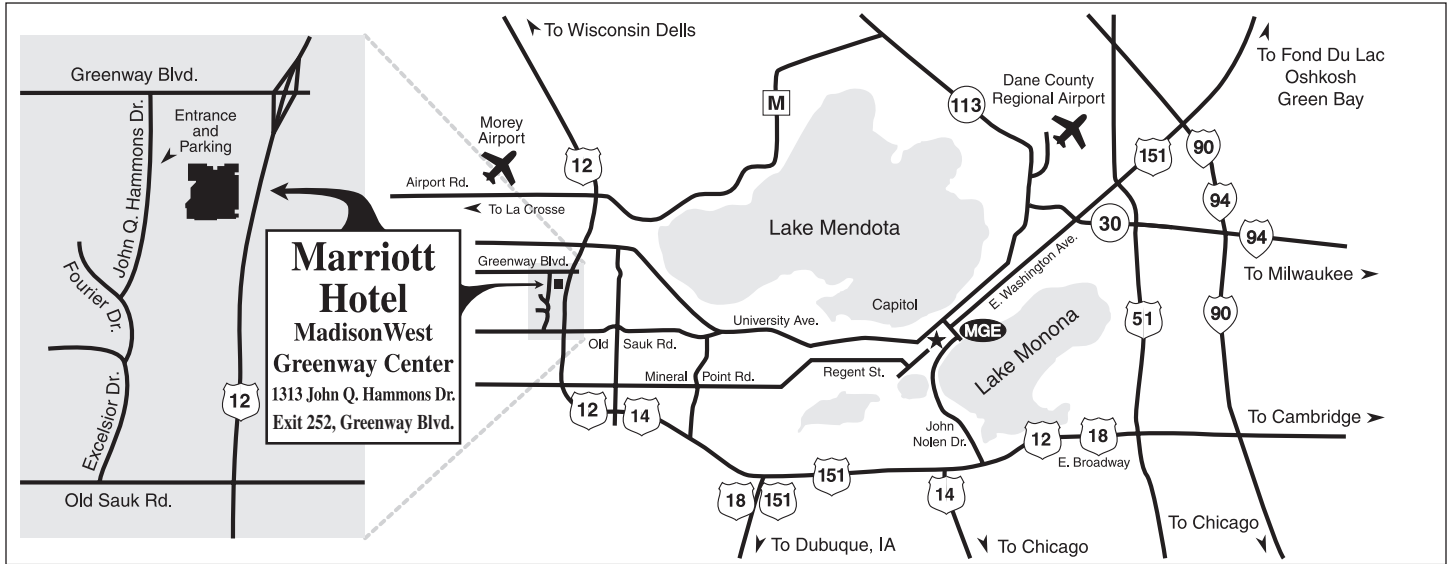 Greenway Blvd.
John Q. Hammons Dr.
Entrance
and
Parking
Fourier Dr.
Excelsior Dr.
12
Old Sauk Rd.
Marriott
Hotel
MadisonWest
Greenway Center
1313 John Q. Hammons Dr.
Exit 252, Greenway Blvd.
To Wisconsin Dells
Morey
Airport
12
Airport Rd.
To La Crosse
Greenway Blvd.
M
113
Dane County
Regional Airport
To Fond Du Lac
Oshkosh
Green Bay
151
90
94
30
94
To Milwaukee
Lake Mendota
E. Washington Ave.
Capitol
MGE
Lake Monona
51
90
University Ave.
Old Sauk Rd.
Mineral Point Rd.
Regent St.
12
14
John
Nolen Dr.
12
18
E. Broadway
To Cambridge
151
18
151
14
To Dubuque, IA
To Chicago
To Chicago